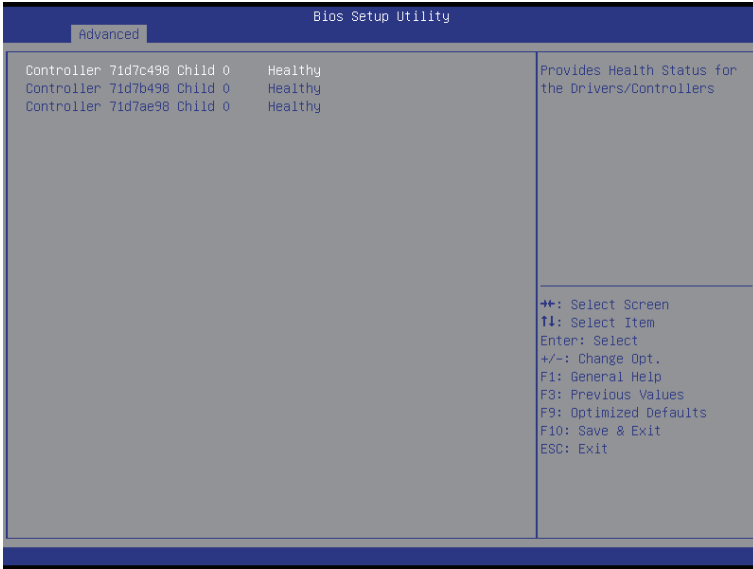 Bios Setup Utility
Advanced
Controller 71d7c498 Child 0 Healthy
Controller 71d7b498 Child 0 Healthy
Controller 71d7ae98 Child 0 Healthy
Provides Health Status for
the Drivers/Controllers
→←: Select Screen
↑↓: Select Item
Enter: Select
+/-: Change Opt.
F1: General Help
F3: Previous Values
F9: Optimized Defaults
F10: Save & Exit
ESC: Exit